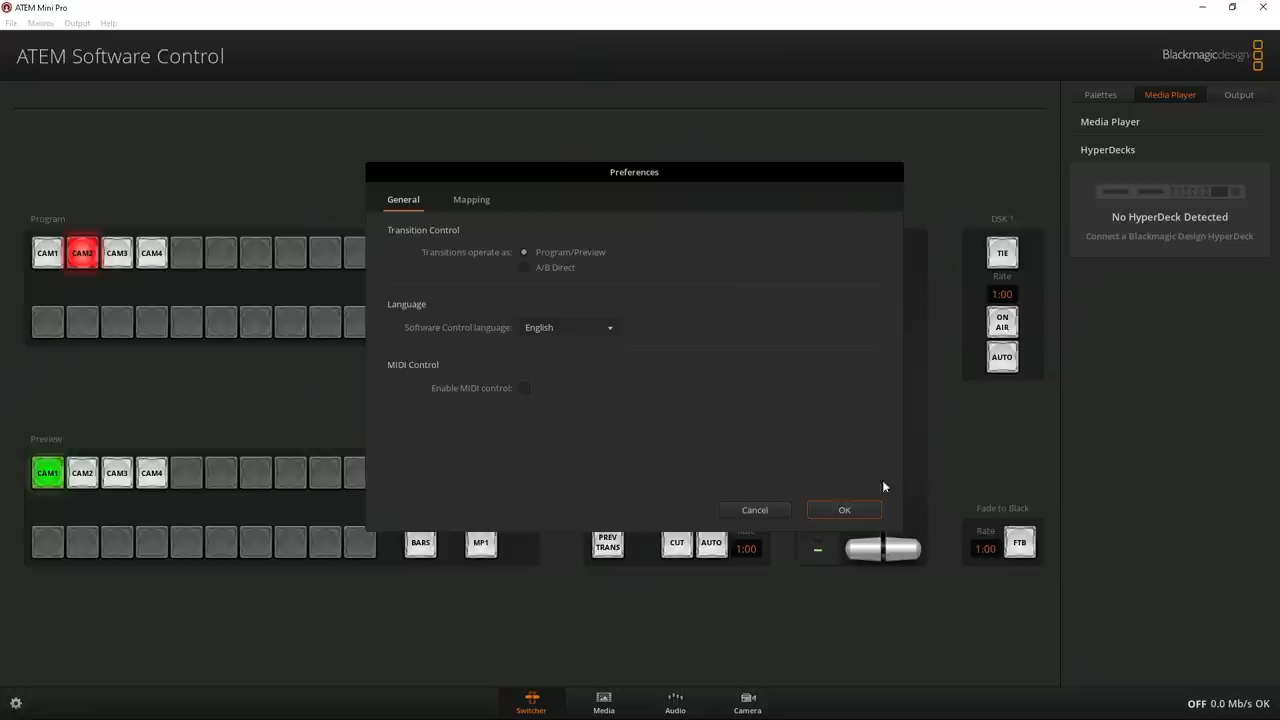 ATEM Mini Pro
File Macros Output Help
ATEM Software Control
Blackmagicdesign
Palettes Media Player Output
Media Player
HyperDecks
No HyperDeck Detected
Connect a Blackmagic Design HyperDeck
Preferences
General Mapping
Transition Control
Transitions operate as: Program/Preview
A/B Direct
Language
Software Control language: English
MIDI Control
Enable MIDI control:
Cancel OK
Program
CAM1 CAM2 CAM3 CAM4
DSK 1
TIE
Rate
1:00
ON
AIR
AUTO
Preview
CAM1 CAM2 CAM3 CAM4
BARS MP1
PREV
TRANS
CUT AUTO 1:00
Fade to Black
Rate
1:00 FTB
Switcher Media Audio Camera
OFF 0.0 Mb/s OK